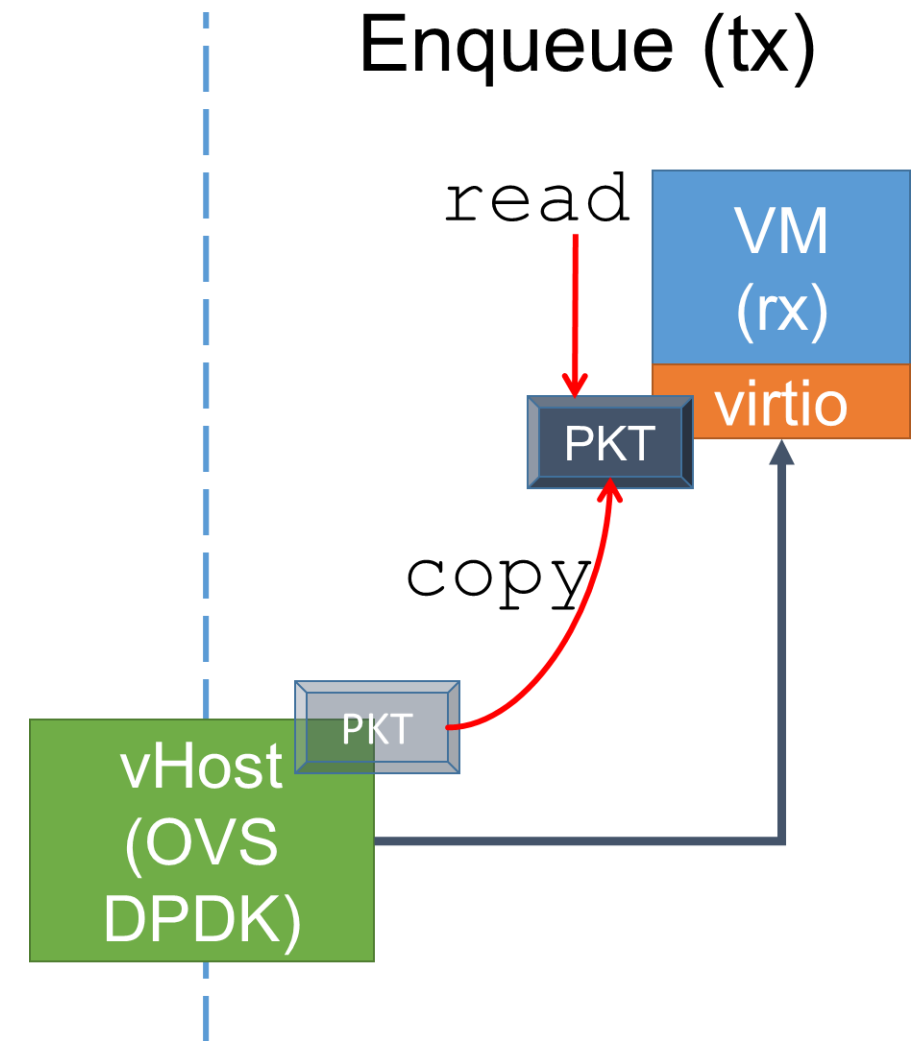 Enqueue (tx)
read
VM
(rx)
virtio
PKT
copy
PKT
vHost
(OVS
DPDK)